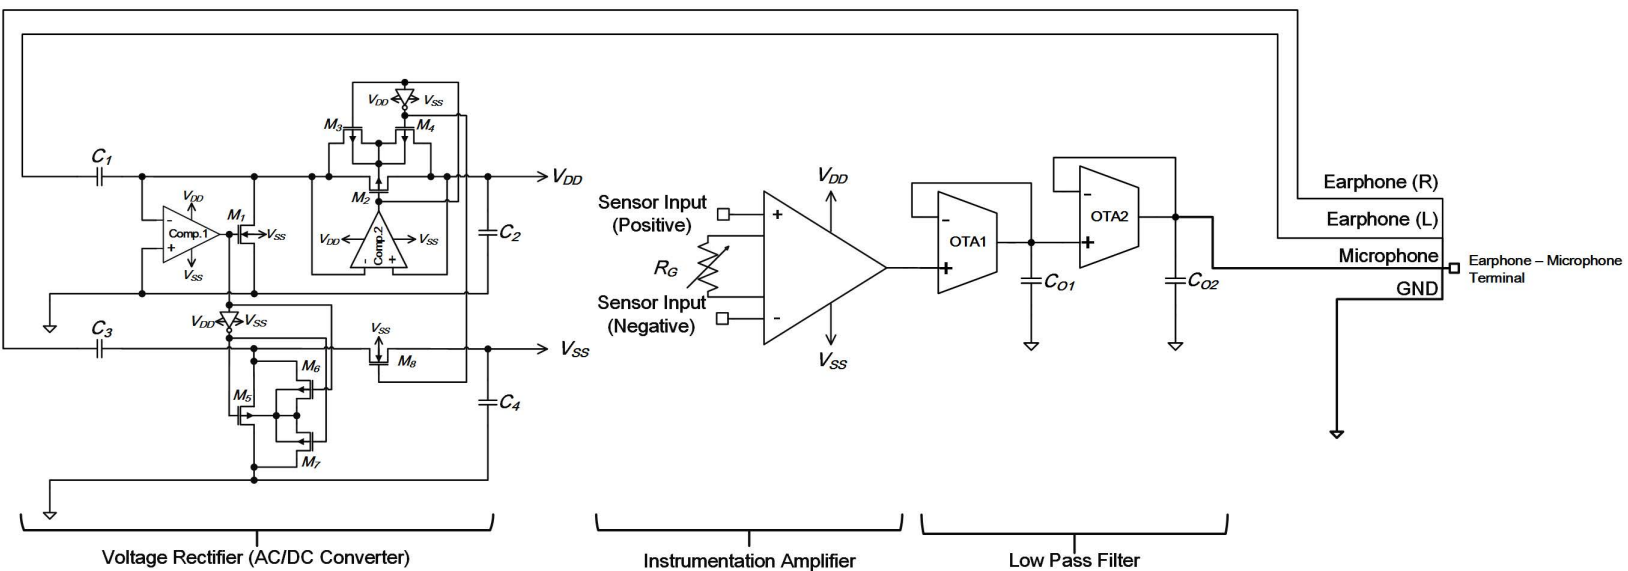 C1
VDD
VSS
Comp.1
-
+
VDD
VSS
M1
VSS
M3
M4
VDD
VSS
M2
VDD
VSS
Comp.2
-
+
VDD
C2
C3
VDD
VSS
M5
M6
M7
VSS
M8
VSS
C4
Voltage Rectifier (AC/DC Converter)
Sensor Input
(Positive)
RG
Sensor Input
(Negative)
+
-
VDD
VSS
Instrumentation Amplifier
-
OTA1
+
CO1
-
OTA2
+
CO2
Low Pass Filter
Earphone (R)
Earphone (L)
Microphone
GND
Earphone – Microphone
Terminal